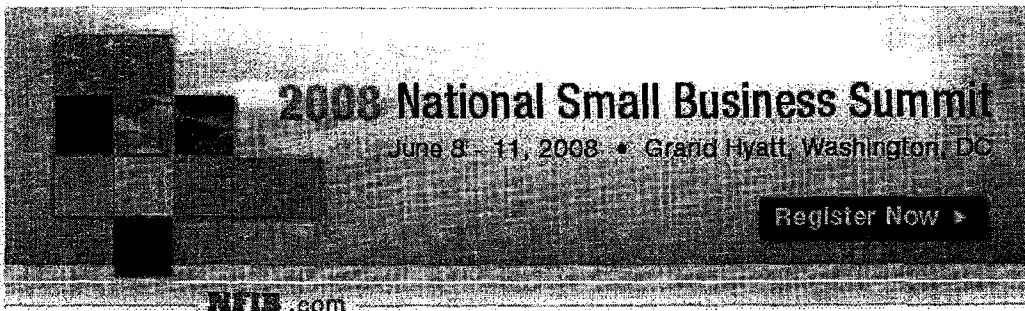 2008 National Small Business Summit
June 8 - 11, 2008 • Grand Hyatt, Washington, DC
Register Now ►
NFIB.com